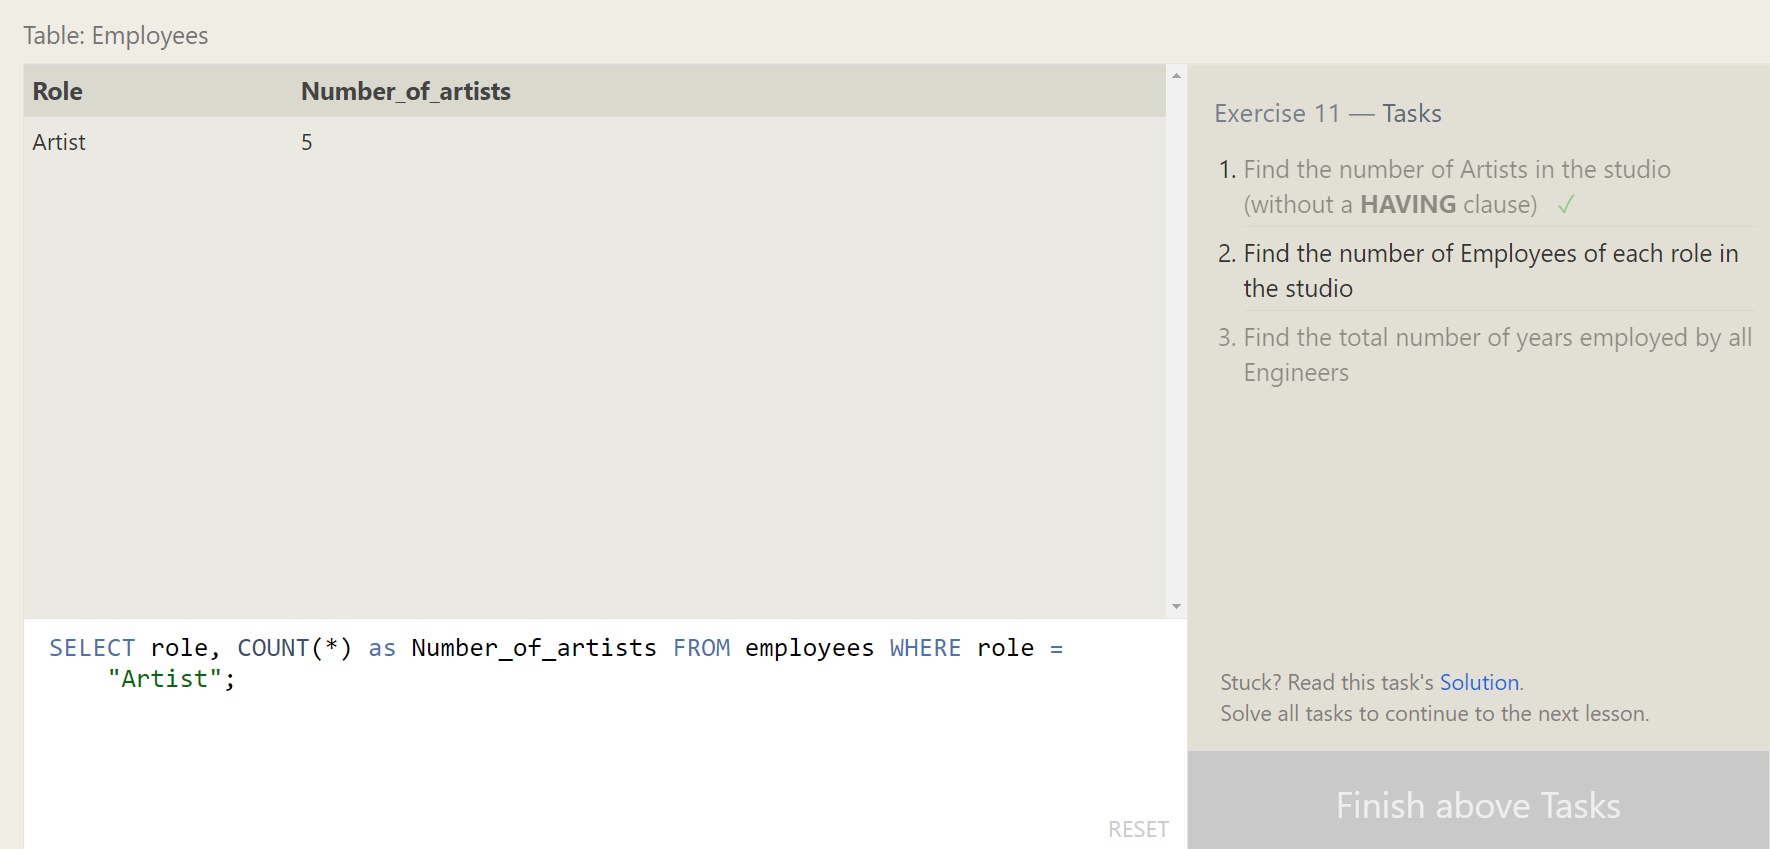 Table: Employees
Role Number_of_artists
Artist 5
SELECT role, COUNT(*) as Number_of_artists FROM employees WHERE role =
"Artist";
RESET
Exercise 11 — Tasks
1. Find the number of Artists in the studio
(without a HAVING clause) ✓
2. Find the number of Employees of each role in
the studio
3. Find the total number of years employed by all
Engineers
Stuck? Read this task's Solution.
Solve all tasks to continue to the next lesson.
Finish above Tasks